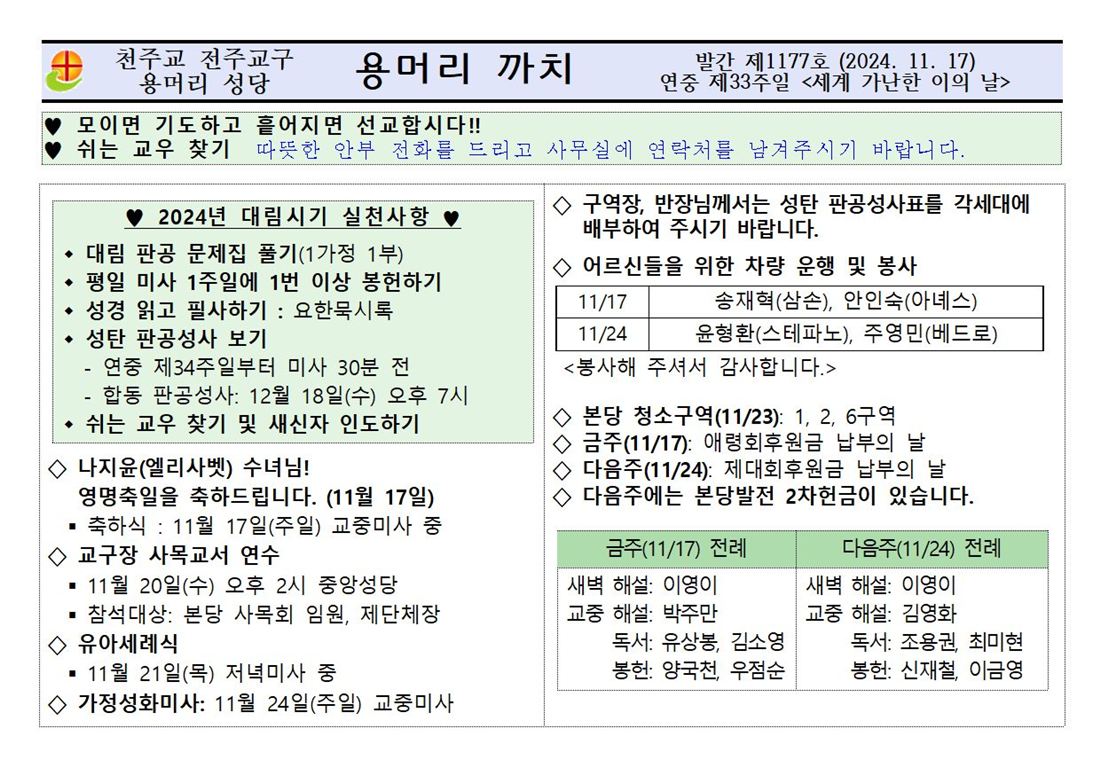 천주교 전주교구
용머리 성당
용머리 까치
발간 제1177호 (2024. 11. 17)
연중 제33주일 <세계 가난한 이의 날>
♥ 모이면 기도하고 흩어지면 선교합시다!!
♥ 쉬는 교우 찾기 따뜻한 안부 전화를 드리고 사무실에 연락처를 남겨주시기 바랍니다.
♥ 2024년 대림시기 실천사항 ♥
◆ 대림 판공 문제집 풀기(1가정 1부)
◆ 평일 미사 1주일에 1번 이상 봉헌하기
◆ 성경 읽고 필사하기 : 요한묵시록
◆ 성탄 판공성사 보기
- 연중 제34주일부터 미사 30분 전
- 합동 판공성사: 12월 18일(수) 오후 7시
◆ 쉬는 교우 찾기 및 새신자 인도하기
◇ 나지윤(엘리사벳) 수녀님!
영명축일을 축하드립니다. (11월 17일)
▪ 축하식 : 11월 17일(주일) 교중미사 중
◇ 교구장 사목교서 연수
▪ 11월 20일(수) 오후 2시 중앙성당
▪ 참석대상: 본당 사목회 임원, 제단체장
◇ 유아세례식
▪ 11월 21일(목) 저녁미사 중
◇ 가정성화미사: 11월 24일(주일) 교중미사
◇ 구역장, 반장님께서는 성탄 판공성사표를 각세대에
배부하여 주시기 바랍니다.
◇ 어르신들을 위한 차량 운행 및 봉사
11/17 송재혁(삼손), 안인숙(아녜스)
11/24 윤형환(스테파노), 주영민(베드로)
<봉사해 주셔서 감사합니다.>
◇ 본당 청소구역(11/23): 1, 2, 6구역
◇ 금주(11/17): 애령회후원금 납부의 날
◇ 다음주(11/24): 제대회후원금 납부의 날
◇ 다음주에는 본당발전 2차헌금이 있습니다.
금주(11/17) 전례 다음주(11/24) 전례
새벽 해설: 이영이 새벽 해설: 이영이
교중 해설: 박주만 교중 해설: 김영화
독서: 유상봉, 김소영 독서: 조용권, 최미현
봉헌: 양국천, 우점순 봉헌: 신재철, 이금영